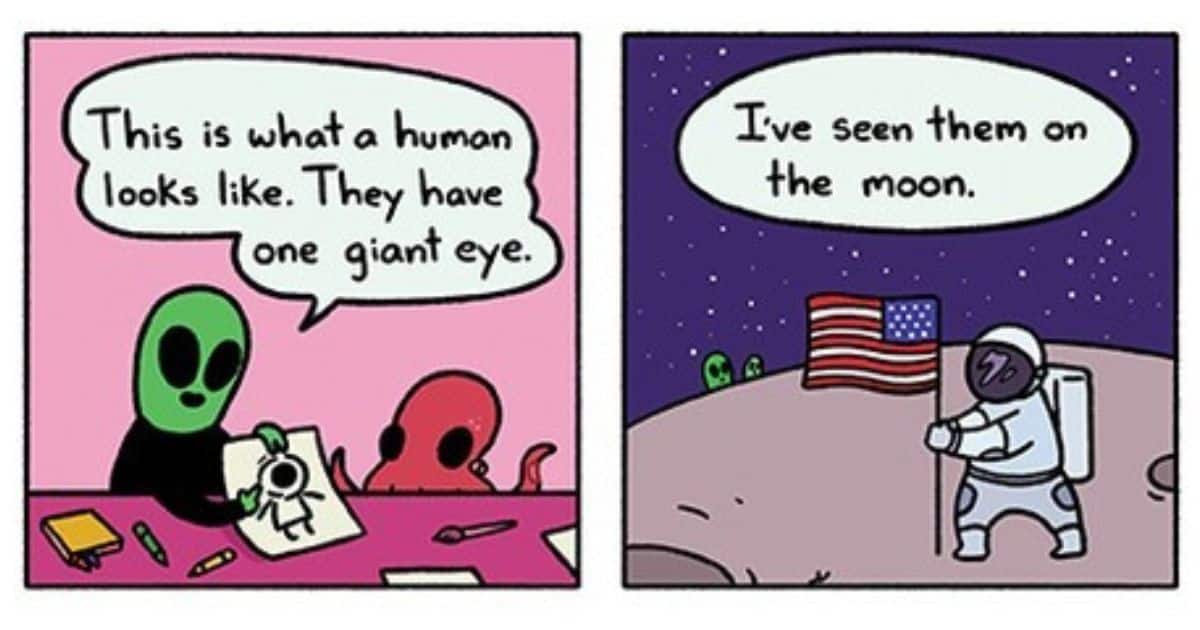 This is what a human
looks like. They have
one giant eye.
I've seen them on
the moon.